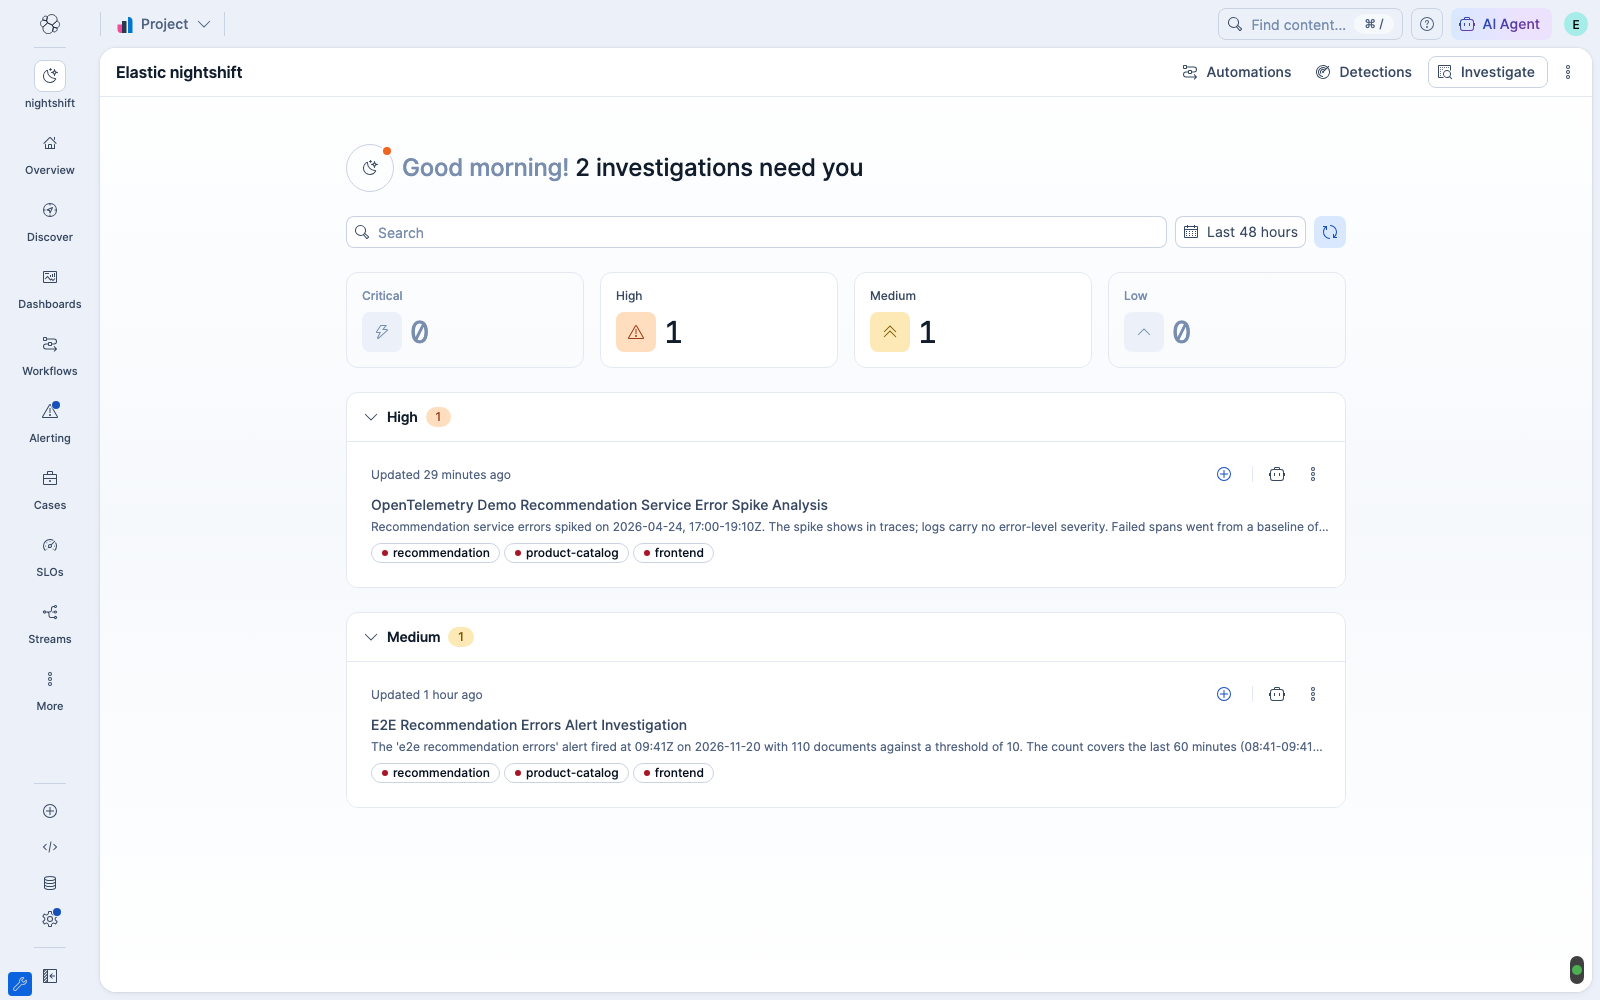 Project
Find content...
⌘ /
AI Agent
E
nightshift
Overview
Discover
Dashboards
Workflows
Alerting
Cases
SLOs
Streams
More
Elastic nightshift
Automations
Detections
Investigate
Good morning! 2 investigations need you
Search
Last 48 hours
Critical
0
High
1
Medium
1
Low
0
High 1
Updated 29 minutes ago
OpenTelemetry Demo Recommendation Service Error Spike Analysis
Recommendation service errors spiked on 2026-04-24, 17:00-19:10Z. The spike shows in traces; logs carry no error-level severity. Failed spans went from a baseline of...
recommendation product-catalog frontend
Medium 1
Updated 1 hour ago
E2E Recommendation Errors Alert Investigation
The 'e2e recommendation errors' alert fired at 09:41Z on 2026-11-20 with 110 documents against a threshold of 10. The count covers the last 60 minutes (08:41-09:41...
recommendation product-catalog frontend